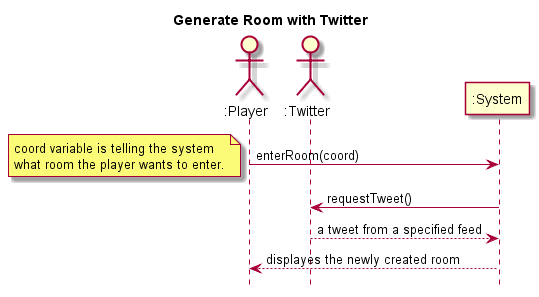 Generate Room with Twitter
:Player
:Twitter
:System
coord variable is telling the system
what room the player wants to enter.
enterRoom(coord)
requestTweet()
a tweet from a specified feed
displayes the newly created room